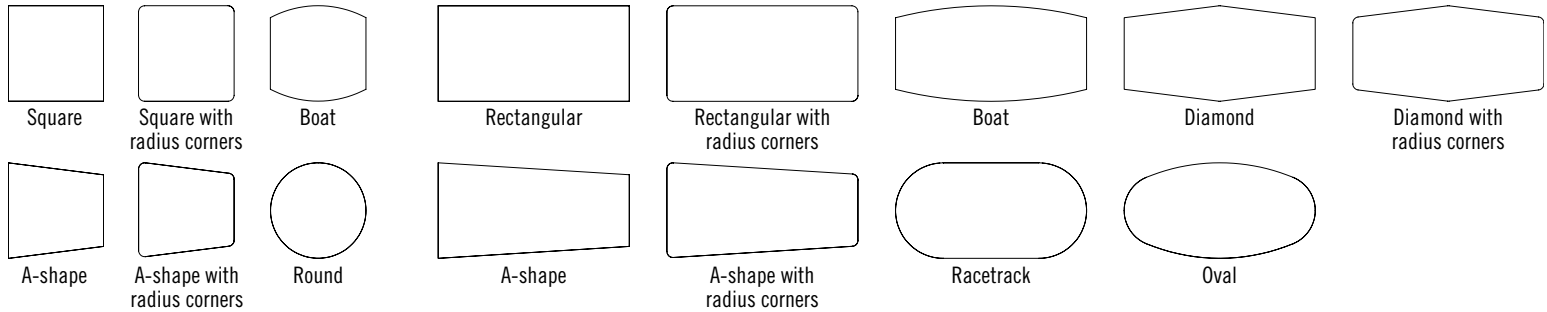 Square
Square with
radius corners
Boat
Rectangular
Rectangular with
radius corners
Boat
Diamond
Diamond with
radius corners
A-shape
A-shape with
radius corners
Round
A-shape
A-shape with
radius corners
Racetrack
Oval